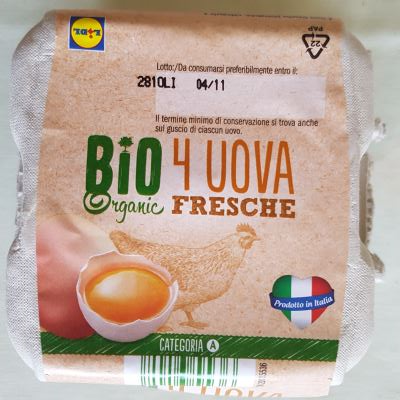 LIDL
Lotto:/Da consumarsi preferibilmente entro il:
281OLI 04/11
22
PAP
Il termine minimo di conservazione si trova anche
sul guscio di ciascun uovo.
BiO 4 UOVA
Organic FRESCHE
Prodotto in Italia
CATEGORIA A